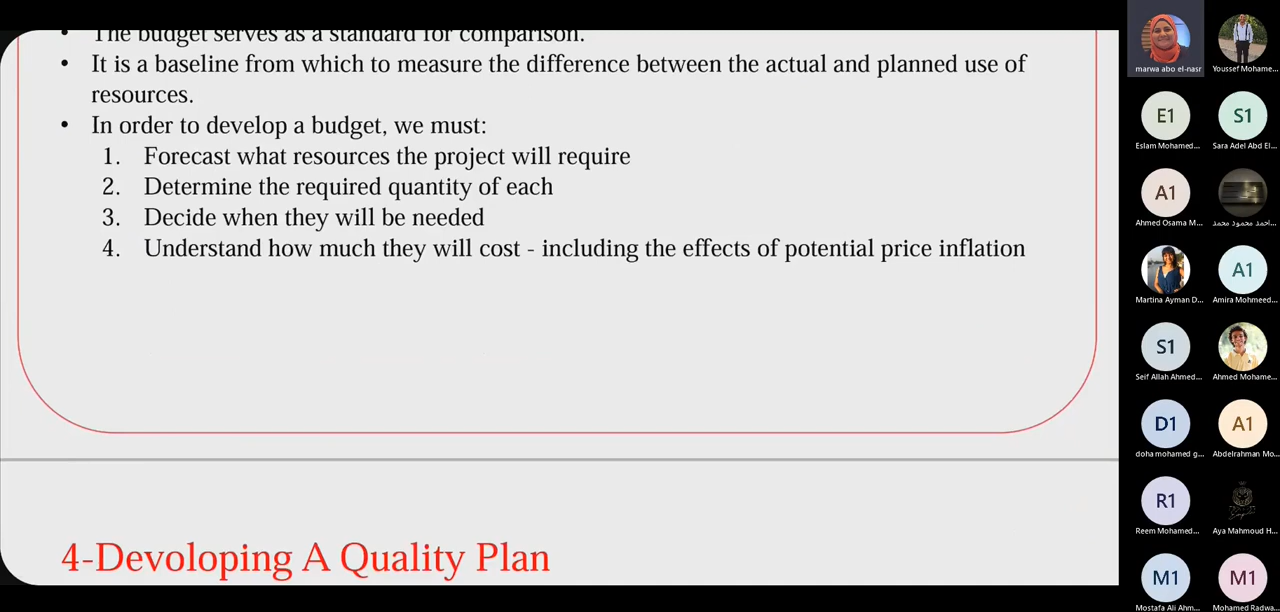 • The budget serves as a standard for comparison.
• It is a baseline from which to measure the difference between the actual and planned use of
resources.
• In order to develop a budget, we must:
1. Forecast what resources the project will require
2. Determine the required quantity of each
3. Decide when they will be needed
4. Understand how much they will cost - including the effects of potential price inflation
4-Devoloping A Quality Plan
marwa abo el-nasr
Youssef Mohame...
E1
Eslam Mohamed...
S1
Sara Adel Abd El...
A1
Ahmed Osama M...
احمد محمود محمد...
Martina Ayman D...
A1
Amira Mohmeed...
S1
Seif Allah Ahmed...
Ahmed Mohame...
D1
doha mohamed g...
A1
Abdelrahman Mo...
R1
Reem Mohamed...
Aya Mahmoud H...
M1
Mostafa Ali Ahm...
M1
Mohamed Radwa...